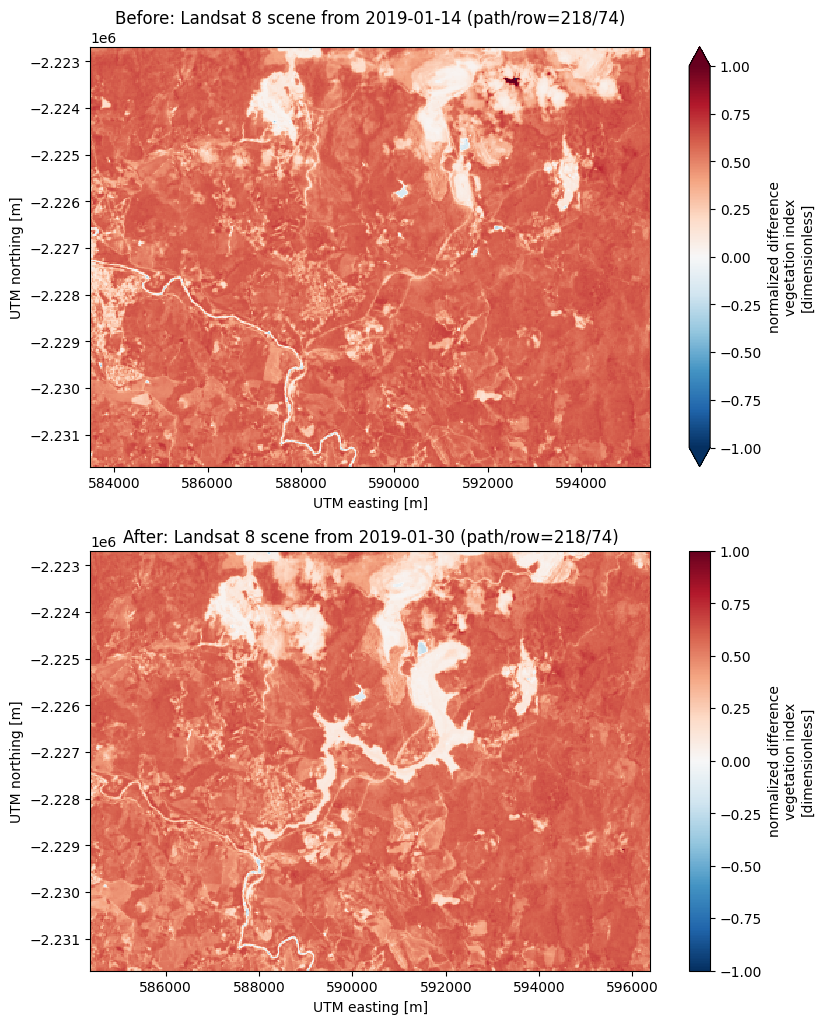 Before: Landsat 8 scene from 2019-01-14 (path/row=218/74)
1e6
−2.223
−2.224
−2.225
−2.226
−2.227
−2.228
−2.229
−2.230
−2.231
UTM northing [m]
584000 586000 588000 590000 592000 594000
UTM easting [m]
1.00
0.75
0.50
0.25
0.00
−0.25
−0.50
−0.75
−1.00
normalized difference
vegetation index
[dimensionless]
After: Landsat 8 scene from 2019-01-30 (path/row=218/74)
1e6
−2.223
−2.224
−2.225
−2.226
−2.227
−2.228
−2.229
−2.230
−2.231
UTM northing [m]
586000 588000 590000 592000 594000 596000
UTM easting [m]
1.00
0.75
0.50
0.25
0.00
−0.25
−0.50
−0.75
−1.00
normalized difference
vegetation index
[dimensionless]